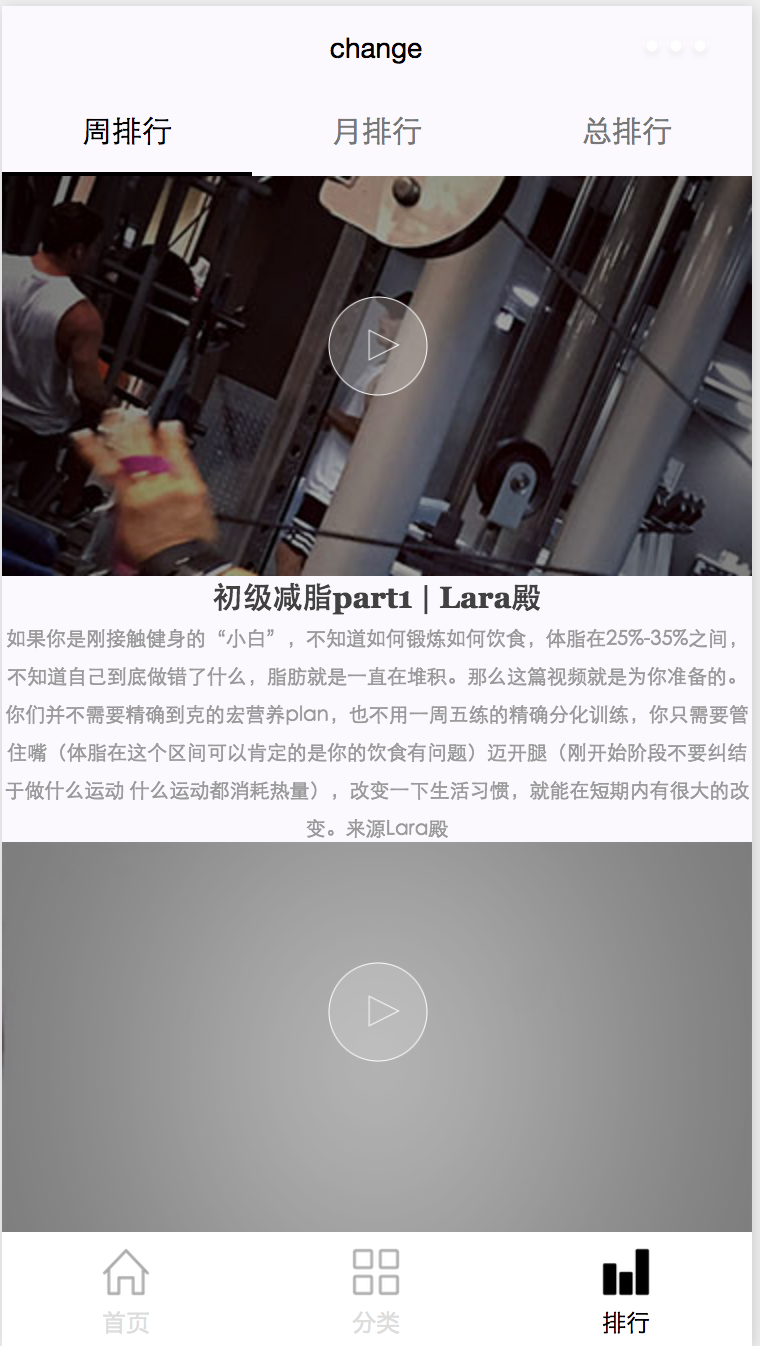 change
周排行
月排行
总排行
初级减脂part1 | Lara殿
如果你是刚接触健身的“小白”，不知道如何锻炼如何饮食，体脂在25%-35%之间，
不知道自己到底做错了什么，脂肪就是一直在堆积。那么这篇视频就是为你准备的。
你们并不需要精确到克的宏营养plan，也不用一周五练的精确分化训练，你只需要管
住嘴（体脂在这个区间可以肯定的是你的饮食有问题）迈开腿（刚开始阶段不要纠结
于做什么运动 什么运动都消耗热量），改变一下生活习惯，就能在短期内有很大的改
变。来源Lara殿
首页
分类
排行